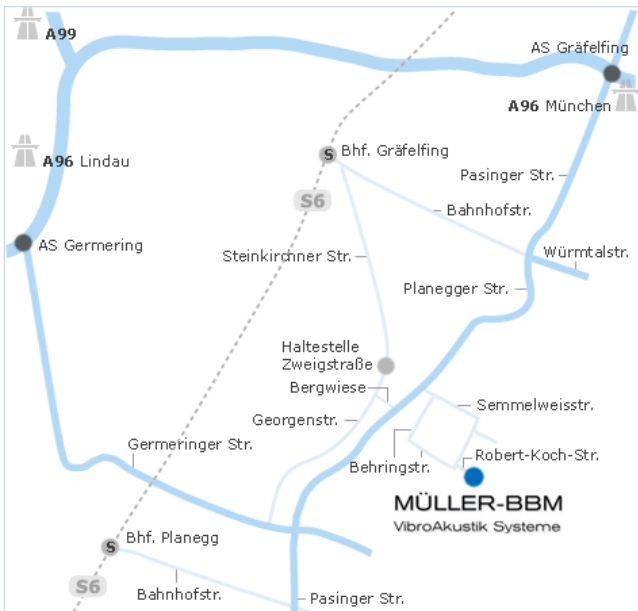 A99
AS Gräfelfing
A96 München
A96 Lindau
S
Bhf. Gräfelfing
Pasinger Str.
S6
Bahnhofstr.
AS Germering
Steinkirchner Str.
Würmtalstr.
Planegger Str.
Haltestelle
Zweigstraße
Bergwiese
Semmelweisstr.
Georgenstr.
Germeringer Str.
Behringstr.
Robert-Koch-Str.
MÜLLER-BBM
VibroAkustik Systeme
S
Bhf. Planegg
S6
Bahnhofstr.
Pasinger Str.